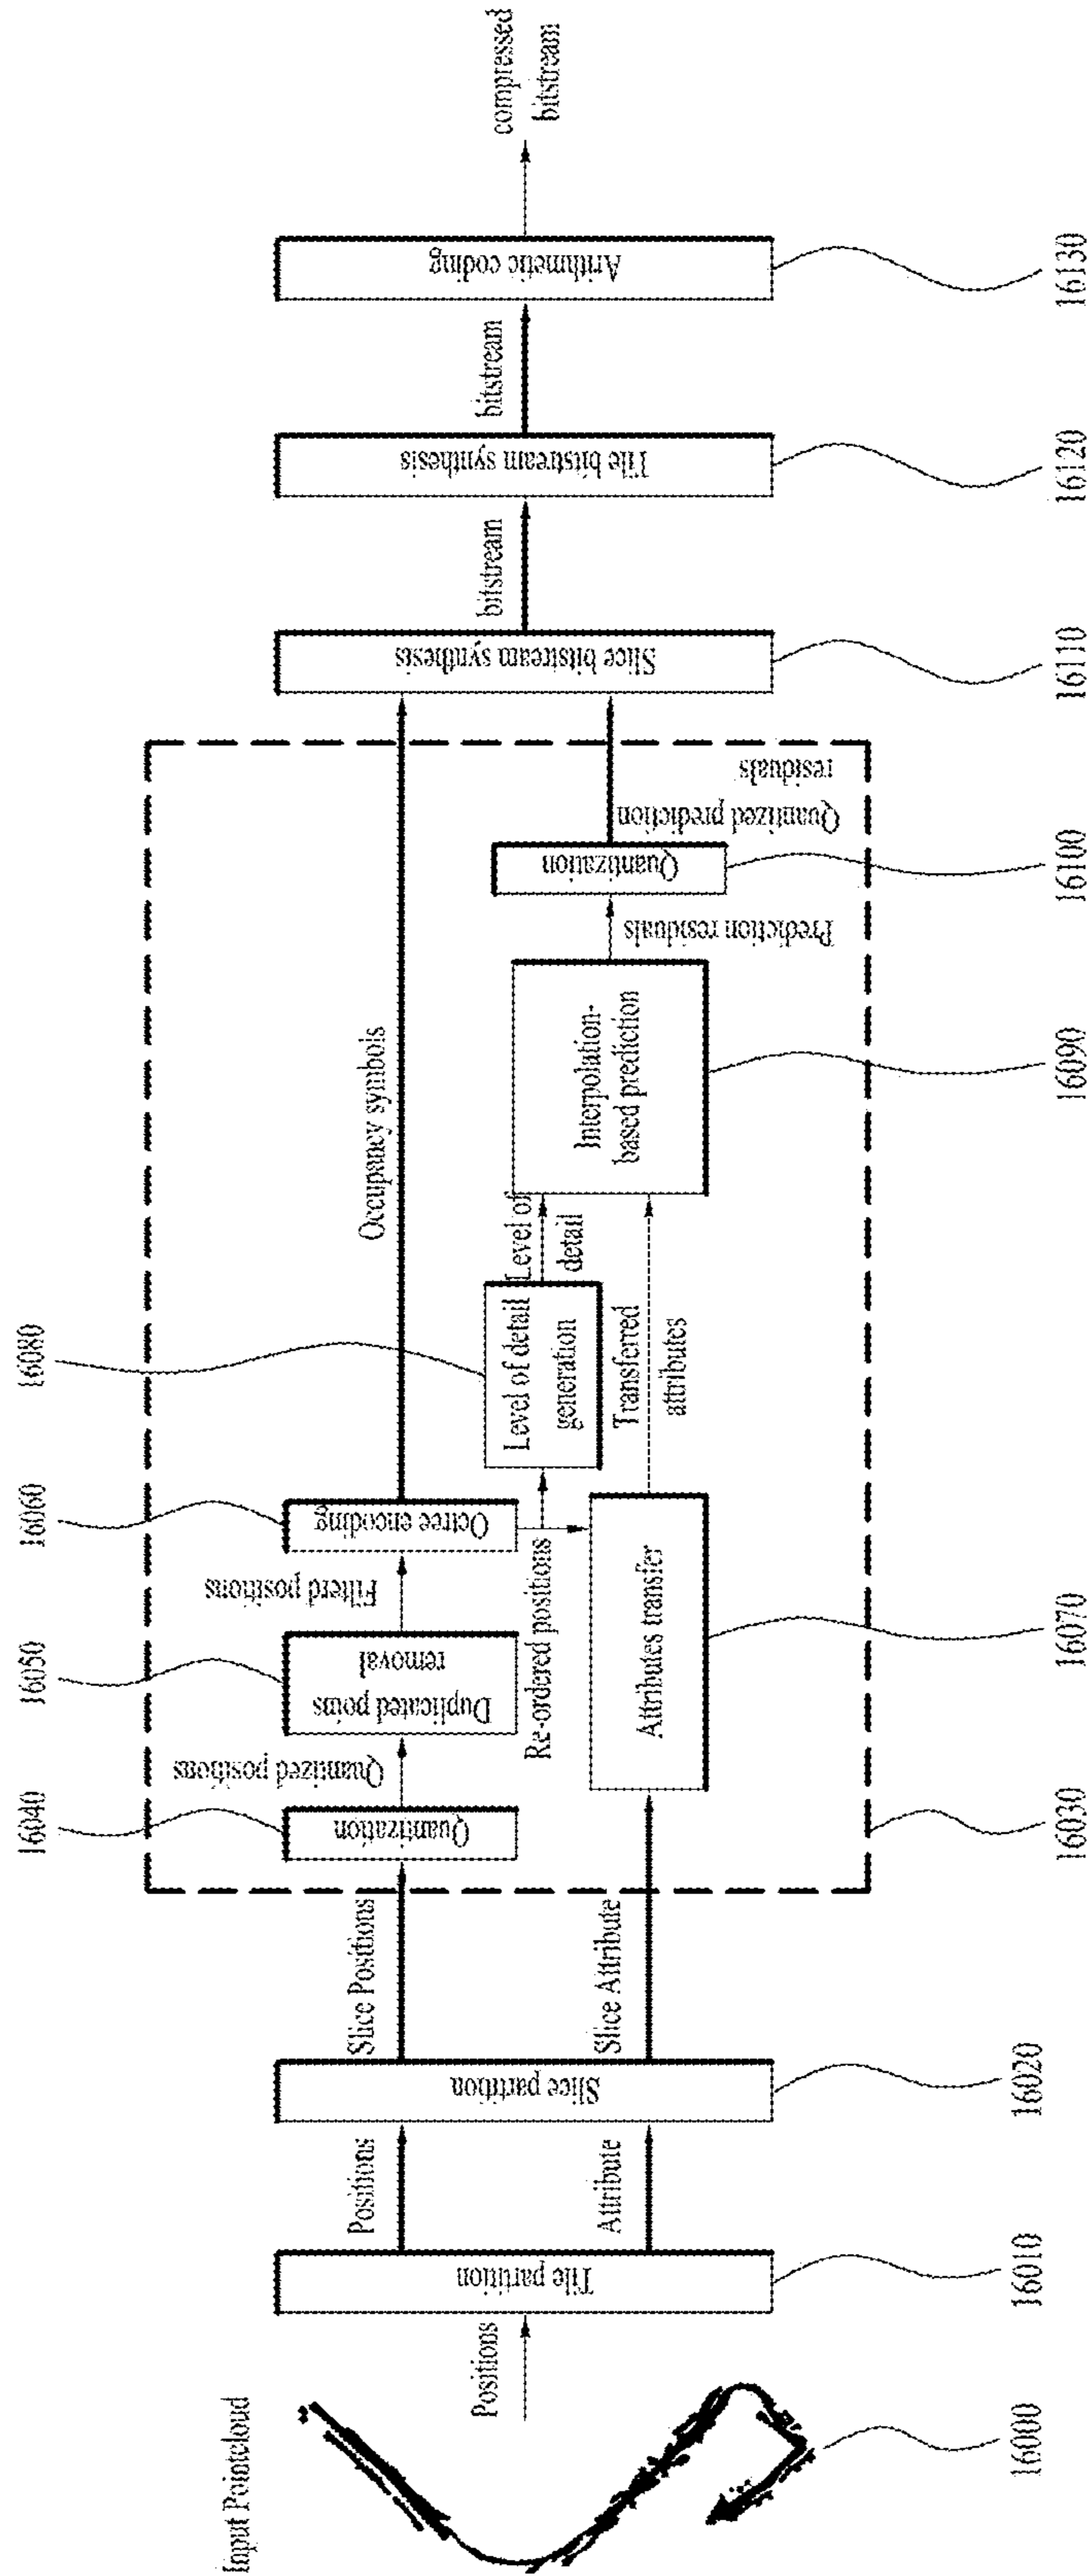 Input Pointcloud
16000
Positions
Tile partition
16010
Positions
Attribute
Slice partition
16020
Slice Positions
Slice Attribute
16030
16040
Quantization
Quantized positions
16050
Duplicated poins
removal
Filterd positions
16060
Octree encoding
Re-ordered positions
Attributes transfer
16070
16080
Level of detail
generation
Level of
detail
Transferred
attributes
Occupancy symbols
Interpolation-
based prediction
16090
Prediction residuals
Quantization
16100
Quantized prediction
residuals
Slice bitstream synthesis
16110
bitstream
Tile bitstream synthesis
16120
bitstream
Arithmetic coding
16130
compressed
bitstream